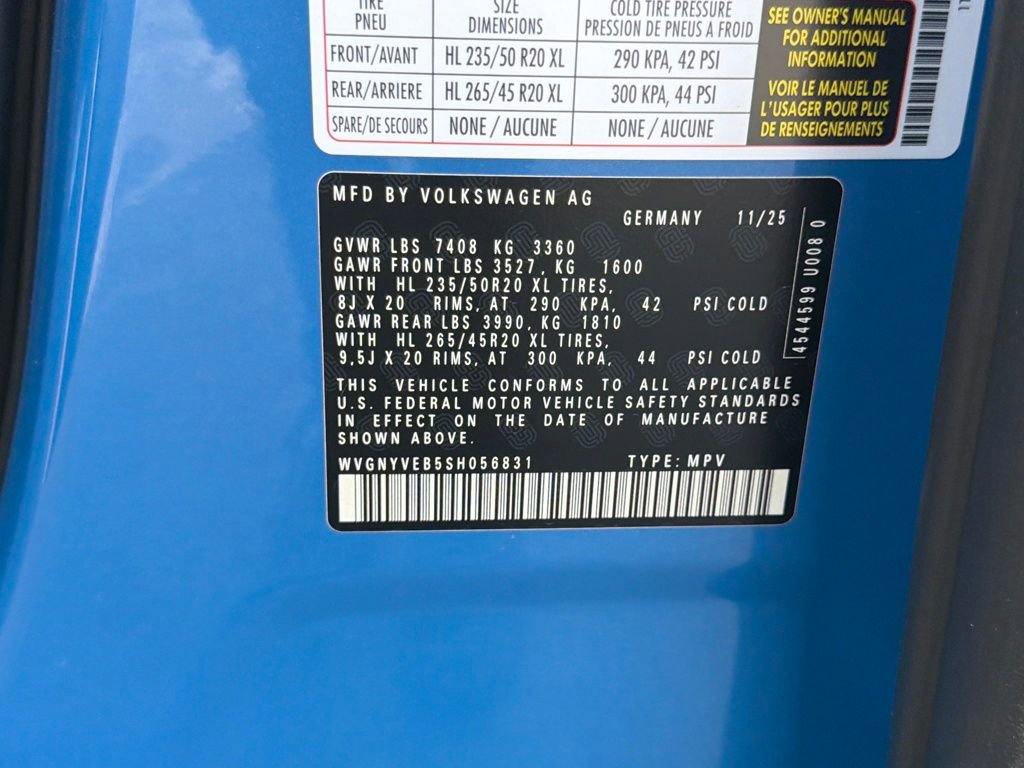 TIRE SIZE COLD TIRE PRESSURE
PNEU DIMENSIONS PRESSION DE PNEUS A FROID
FRONT/AVANT HL 235/50 R20 XL 290 KPA, 42 PSI
REAR/ARRIERE HL 265/45 R20 XL 300 KPA, 44 PSI
SPARE/DE SECOURS NONE / AUCUNE NONE / AUCUNE
SEE OWNER'S MANUAL
FOR ADDITIONAL
INFORMATION
VOIR LE MANUEL DE
L'USAGER POUR PLUS
DE RENSEIGNEMENTS
MFD BY VOLKSWAGEN AG
GERMANY 11/25
GVWR LBS 7408 KG 3360
GAWR FRONT LBS 3527, KG 1600
WITH HL 235/50R20 XL TIRES,
8J X 20 RIMS, AT 290 KPA, 42 PSI COLD
GAWR REAR LBS 3990, KG 1810
WITH HL 265/45R20 XL TIRES,
9,5J X 20 RIMS, AT 300 KPA, 44 PSI COLD
THIS VEHICLE CONFORMS TO ALL APPLICABLE
U.S. FEDERAL MOTOR VEHICLE SAFETY STANDARDS
IN EFFECT ON THE DATE OF MANUFACTURE
SHOWN ABOVE.
WVGNYVEB5SH056831 TYPE: MPV
4544599 U008 0